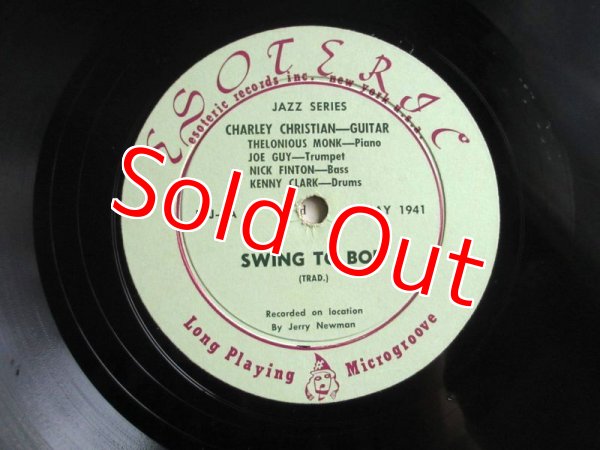 ESOTERIC
esoteric records inc. new york u.s.a.
JAZZ SERIES
CHARLEY CHRISTIAN—GUITAR
THELONIOUS MONK—Piano
JOE GUY—Trumpet
NICK FINTON—Bass
KENNY CLARK—Drums
1941
Sold Out
SWING TO
(TRAD.)
Recorded on location
By Jerry Newman
Long Playing Microgroove